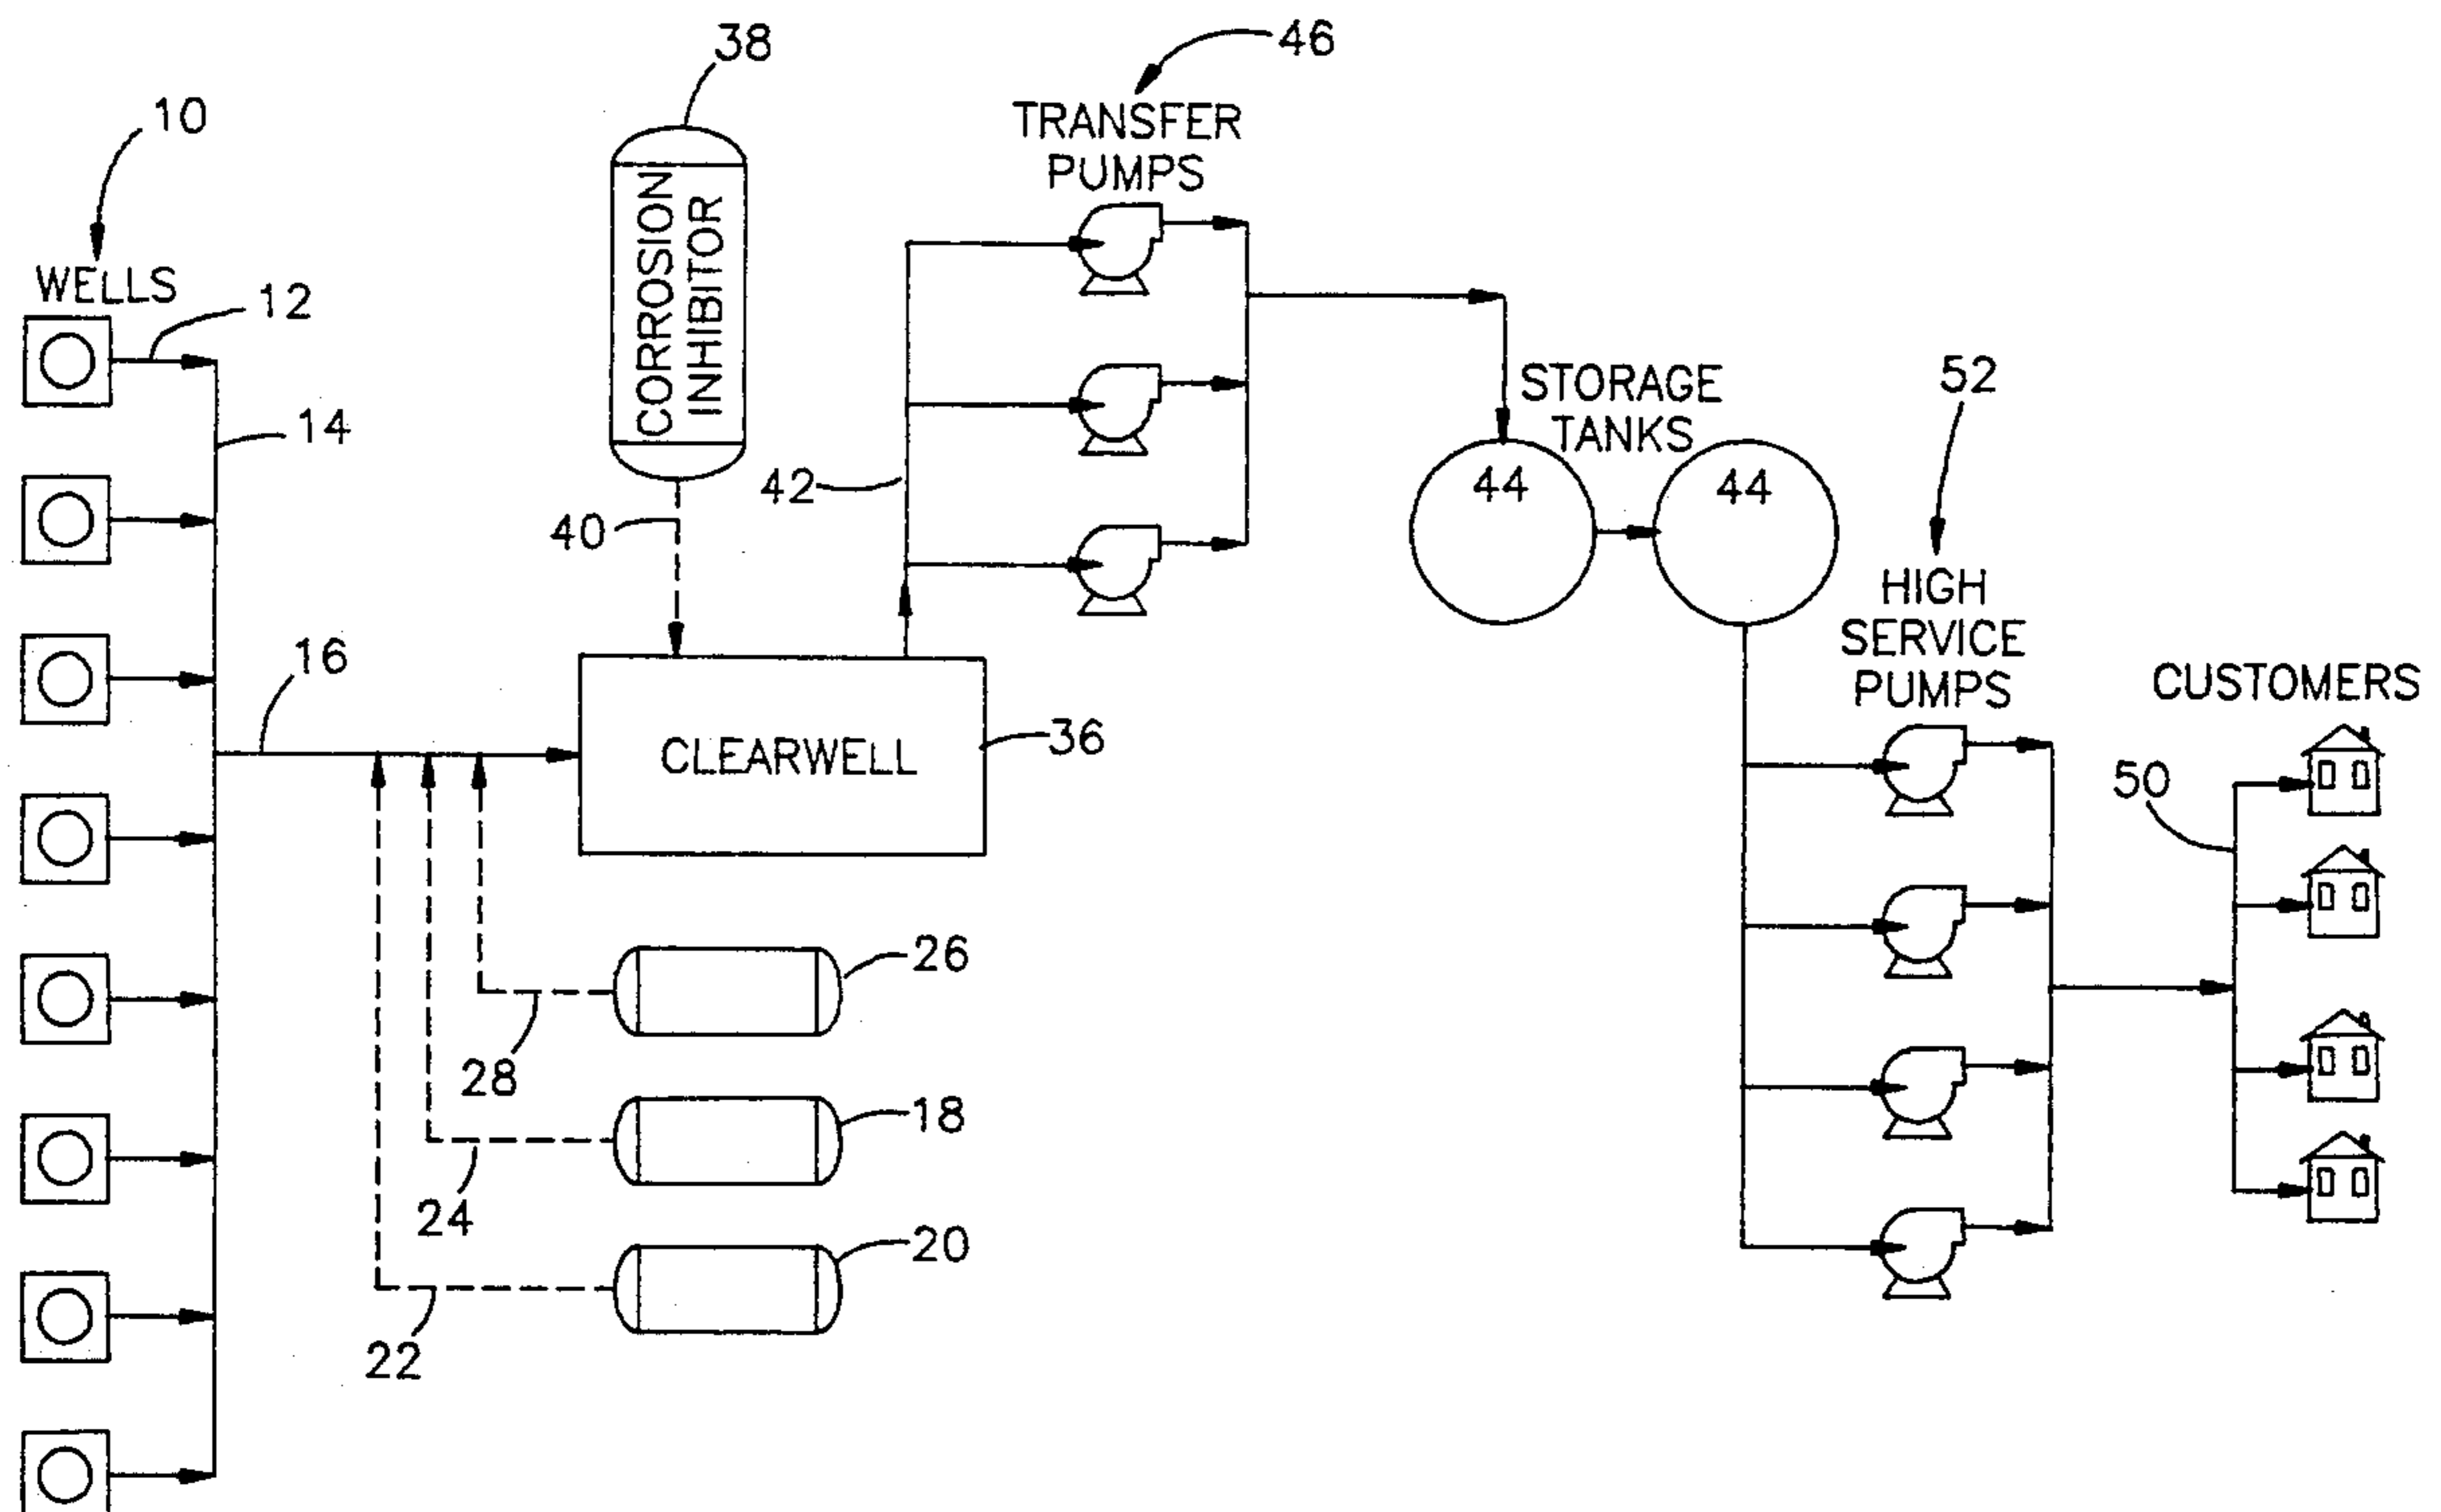 38
46
10
TRANSFER
PUMPS
CORROSION
INHIBITOR
WELLS
12
14
42
40
STORAGE
TANKS
44
44
52
HIGH
SERVICE
PUMPS
CUSTOMERS
16
CLEARWELL
36
50
26
28
18
24
20
22